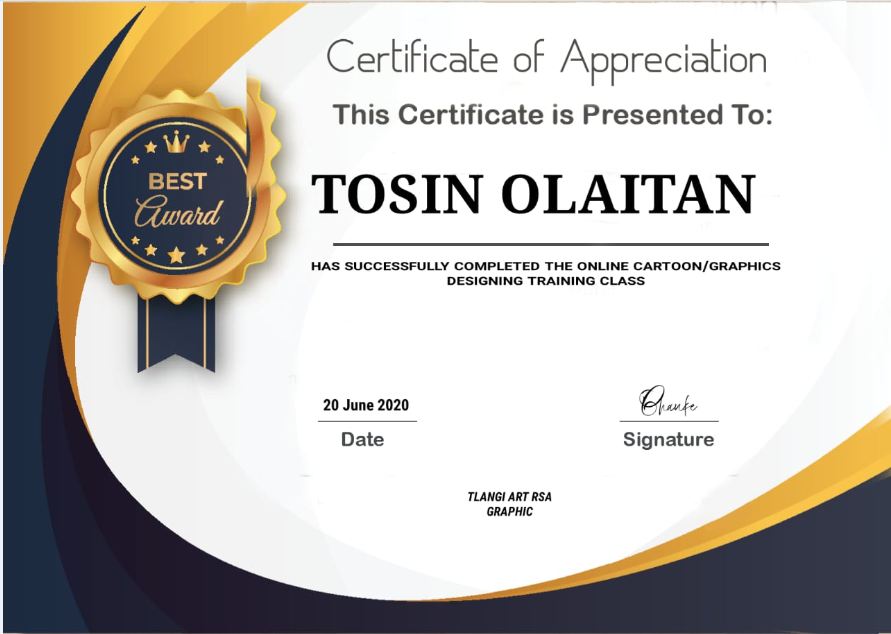 Certificate of Appreciation
This Certificate is Presented To:
BEST
Award
TOSIN OLAITAN
HAS SUCCESSFULLY COMPLETED THE ONLINE CARTOON/GRAPHICS
DESIGNING TRAINING CLASS
20 June 2020
Date
Signature
TLANGI ART RSA
GRAPHIC